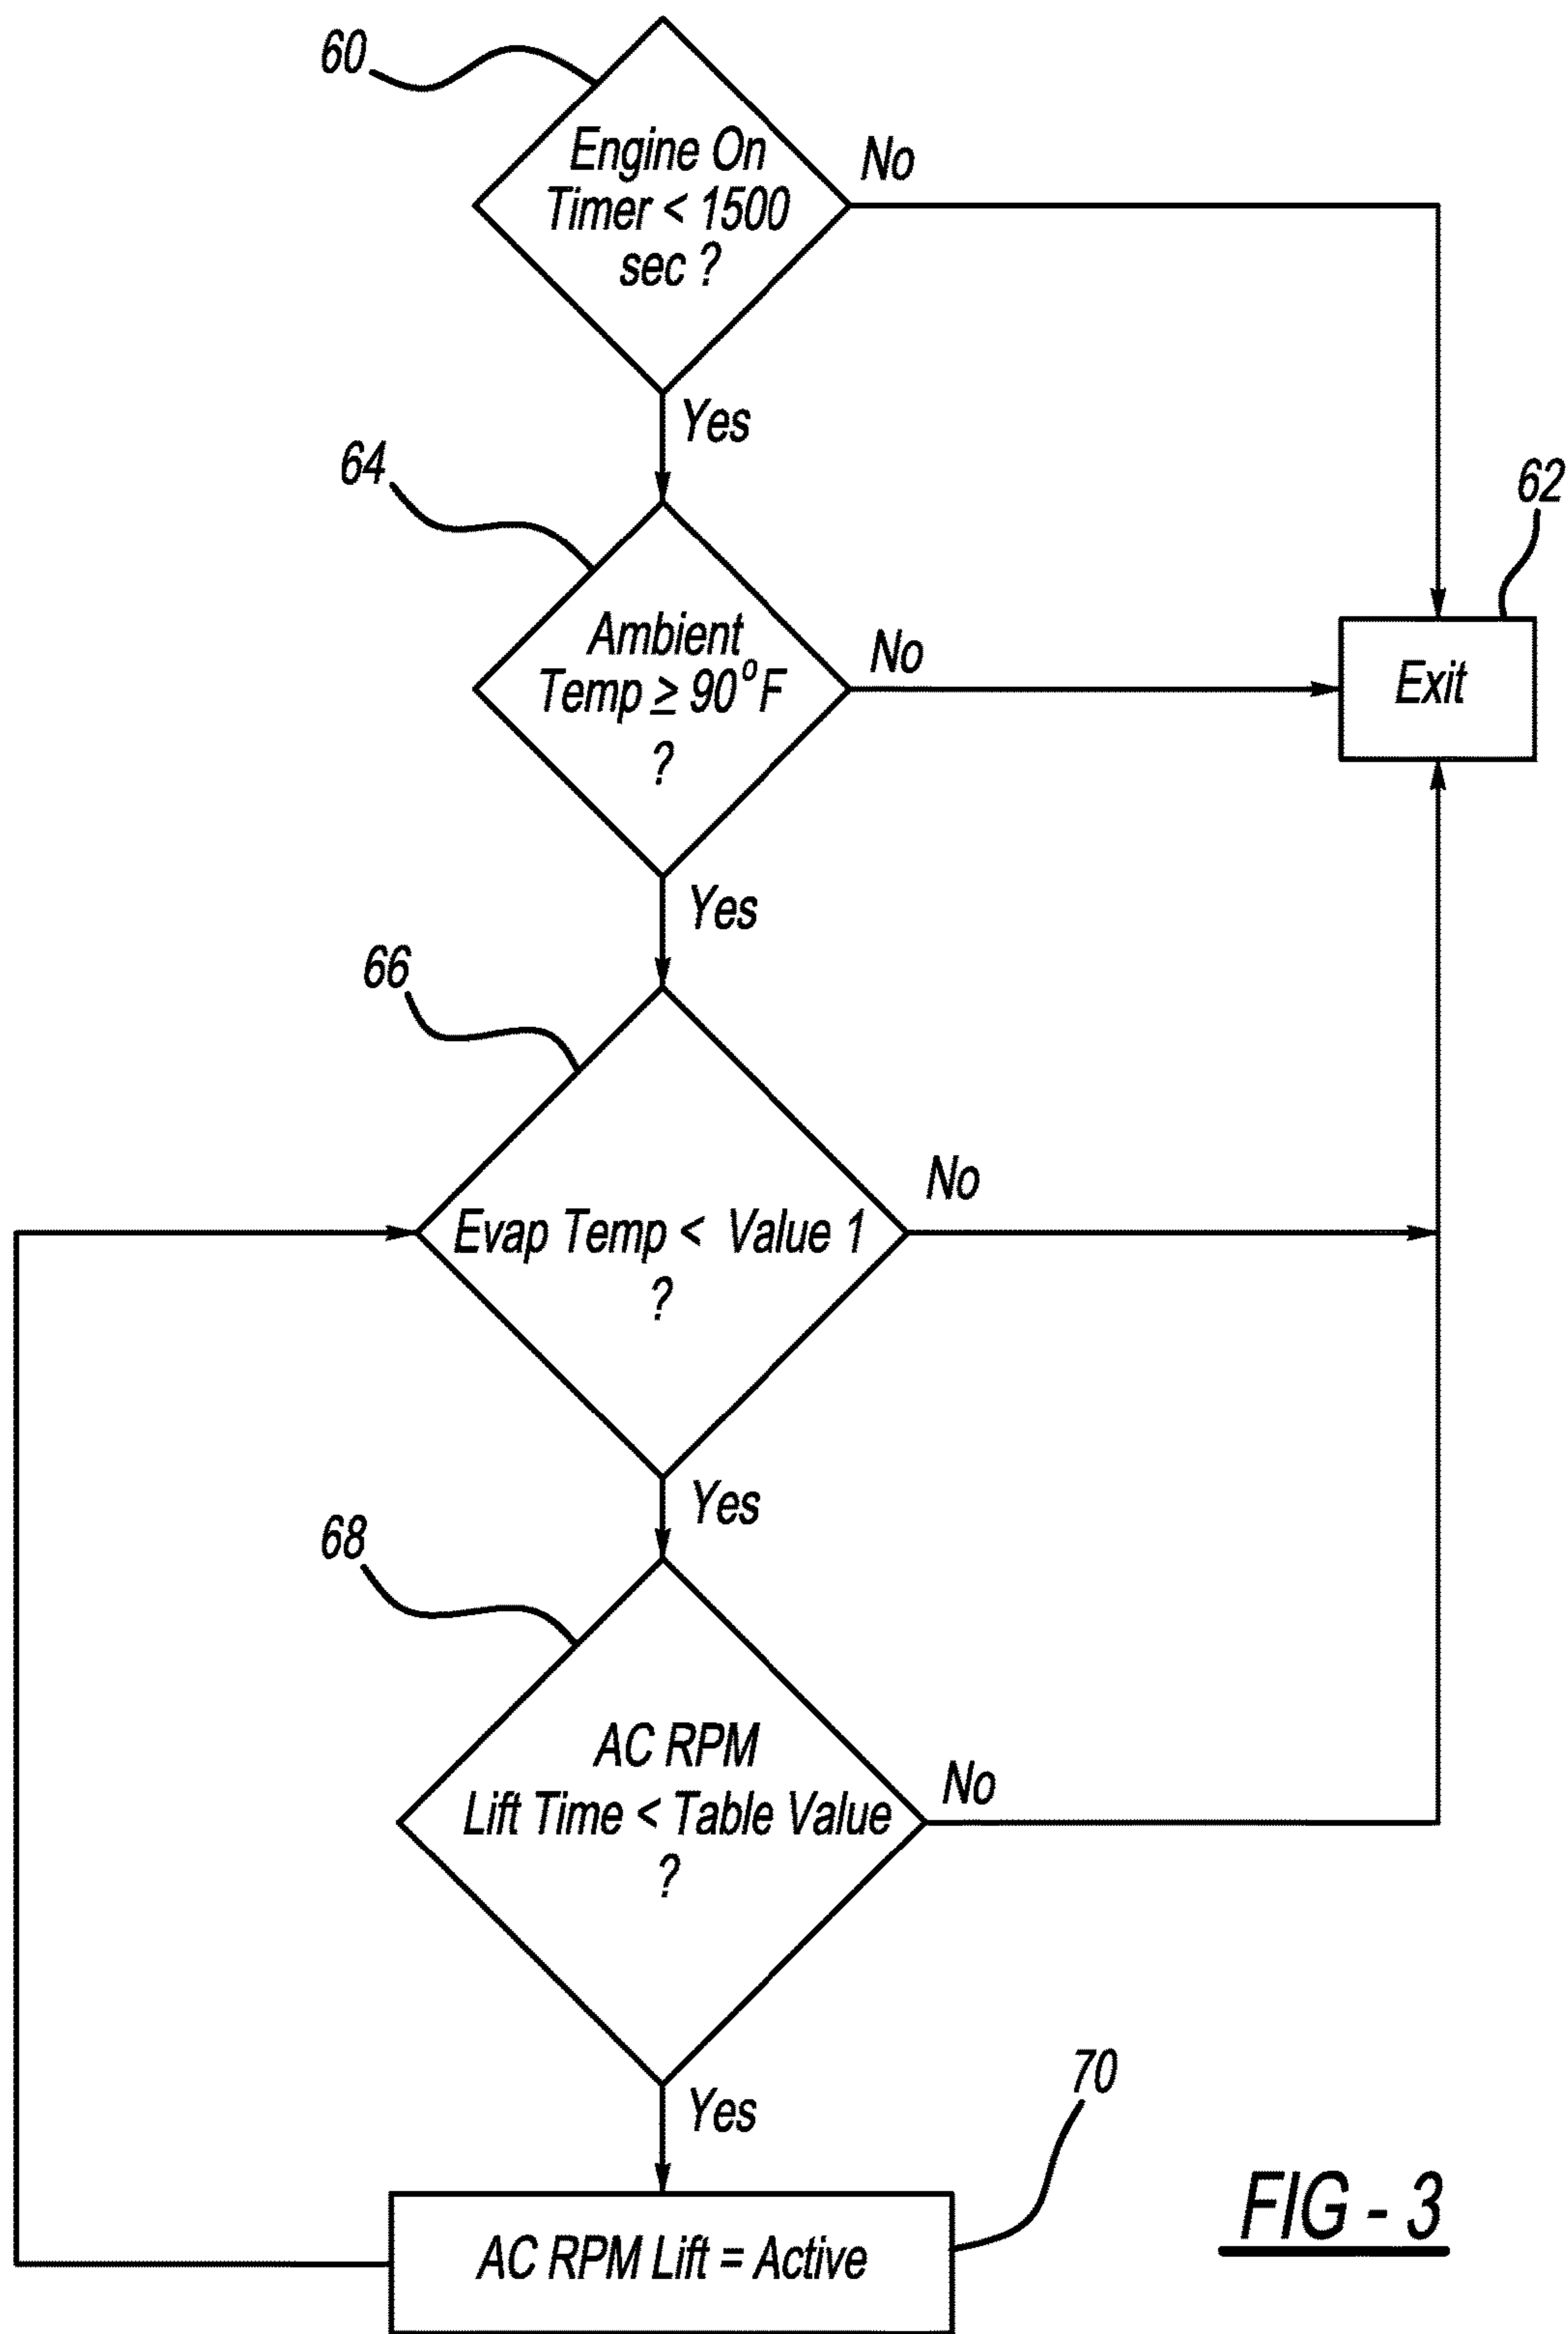 60
Engine On
Timer < 1500
sec ?
No
Yes
64
62
Ambient
Temp ≥ 90°F
?
No
Exit
Yes
66
No
Evap Temp < Value 1
?
Yes
68
AC RPM
Lift Time < Table Value
?
No
Yes
70
AC RPM Lift = Active
FIG - 3